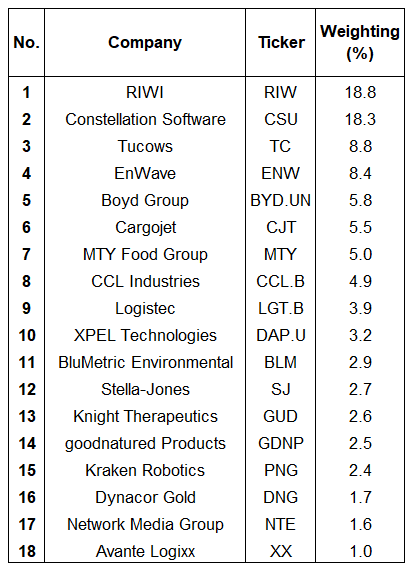 No. Company Ticker Weighting (%)
1 RIWI RIW 18.8
2 Constellation Software CSU 18.3
3 Tucows TC 8.8
4 EnWave ENW 8.4
5 Boyd Group BYD.UN 5.8
6 Cargojet CJT 5.5
7 MTY Food Group MTY 5.0
8 CCL Industries CCL.B 4.9
9 Logistec LGT.B 3.9
10 XPEL Technologies DAP.U 3.2
11 BluMetric Environmental BLM 2.9
12 Stella-Jones SJ 2.7
13 Knight Therapeutics GUD 2.6
14 goodnatured Products GDNP 2.5
15 Kraken Robotics PNG 2.4
16 Dynacor Gold DNG 1.7
17 Network Media Group NTE 1.6
18 Avante Logixx XX 1.0